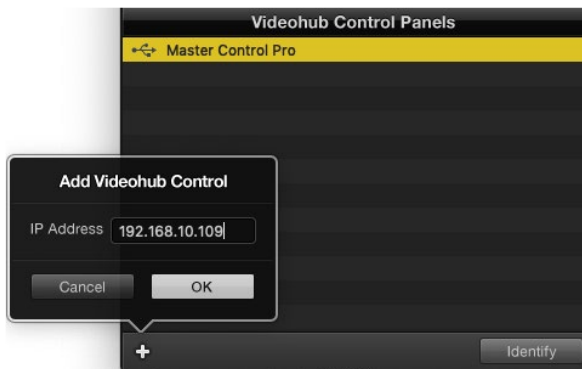 Videohub Control Panels
Master Control Pro
Add Videohub Control
IP Address 192.168.10.109
Cancel OK
+ Identify